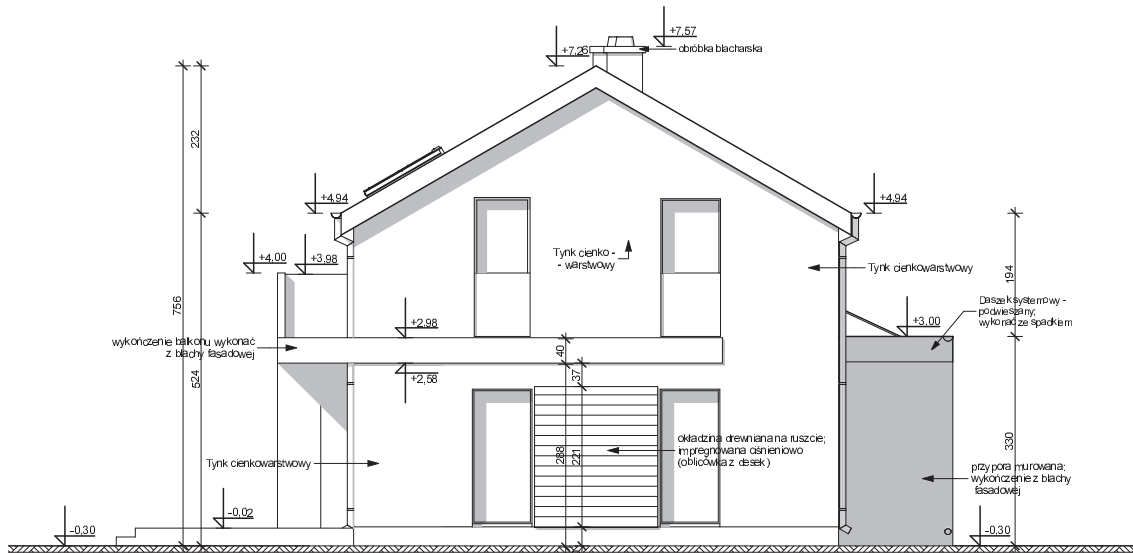 +7,57
+7,26
obróbka blacharska
232
+4,94
+4,94
+4,00
+3,98
Tynk cienko -
- warstwowy
Tynk cienkowarstwowy
194
756
Daszek systemowy -
podwieszany;
wykonać ze spadkiem
+3,00
+2,98
wykończenie balkonu wykonać
z blachy fasadowej
40
524
+2,58
37
okładzina drewniana na ruszcie;
impregnowana ciśnieniowo
(oblicówka z desek)
288
221
330
Tynk cienkowarstwowy
przypora murowana;
wykończenie z blachy
fasadowej
-0,02
-0,30
-0,30